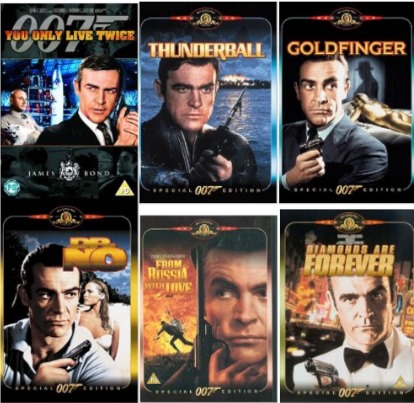 007
YOU ONLY LIVE TWICE
JAMES BOND
THUNDERBALL
SPECIAL 007 EDITION
GOLDFINGER
SPECIAL 007 EDITION
DR.
NO
SPECIAL 007 EDITION
FROM
RUSSIA
WITH LOVE
SPECIAL 007 EDITION
DIAMONDS ARE
FOREVER
SPECIAL 007 EDITION